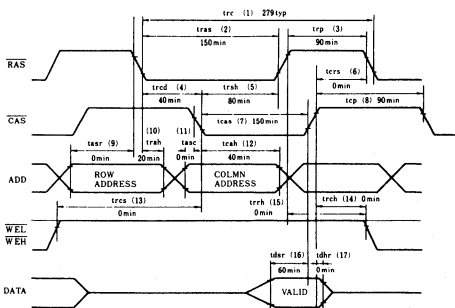 trc (1) 279typ
tras (2)
150min
trp (3)
90min
RAS
trcd (4)
40min
trsh (5)
80min
tcrs (6)
0min
CAS
tcas (7) 150min
tcp (8) 90min
tasr (9)
0min
(10)
trah
20min
(11)
tasc
0min
tcah (12)
40min
ADD
ROW
ADDRESS
COLMN
ADDRESS
trcs (13)
0min
trrh (15)
0min
trch (14) 0min
WEL
WEH
tdsr (16)
60min
tdhr (17)
0min
DATA
VALID